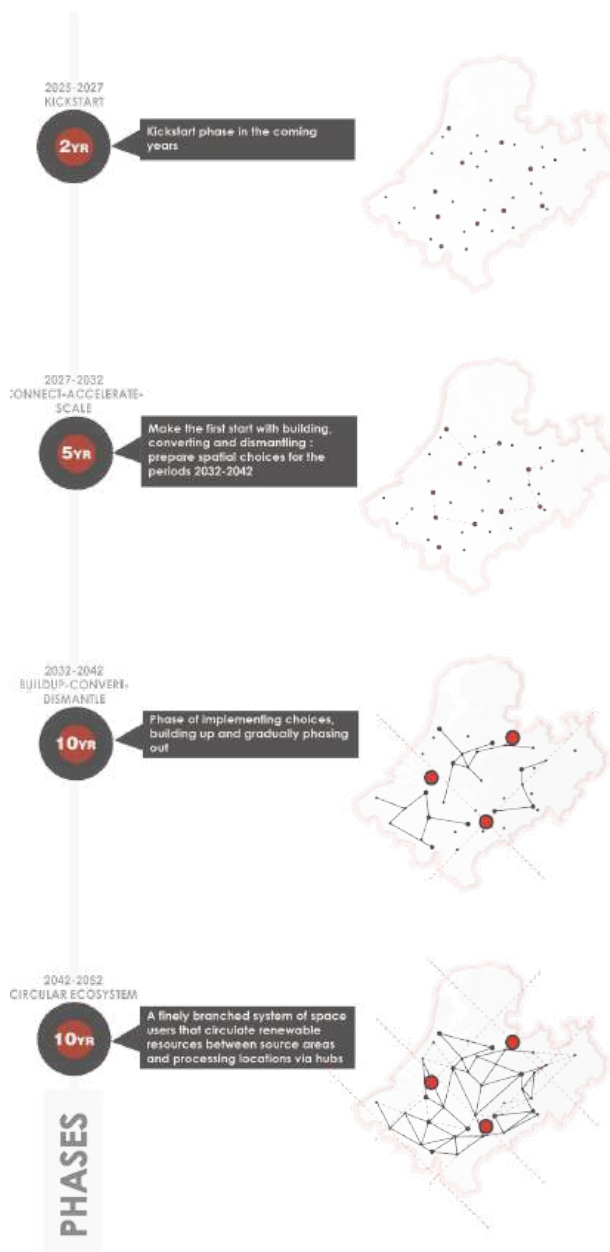 2025-2027
KICKSTART
2YR
Kickstart phase in the coming
years
2027-2032
CONNECT-ACCELERATE-
SCALE
5YR
Make the first start with building,
converting and dismantling :
prepare spatial choices for the
periods 2032-2042
2032-2042
BUILDUP-CONVERT-
DISMANTLE
10YR
Phase of implementing choices,
building up and gradually phasing
out
2042-2052
CIRCULAR ECOSYSTEM
10YR
A finely branched system of space
users that circulate renewable
resources between source areas
and processing locations via hubs
PHASES